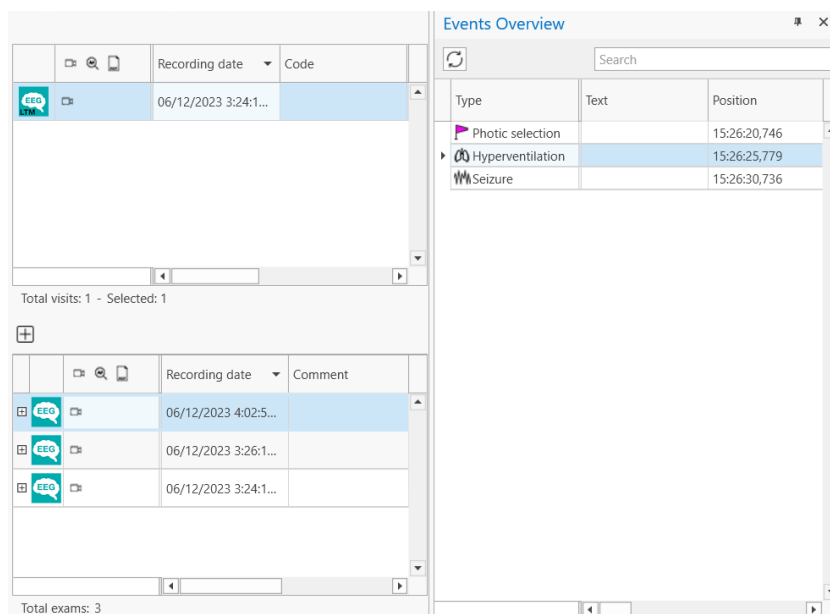 Events Overview
Search
Recording date Code
EEG
LTM
06/12/2023 3:24:1...
Total visits: 1 - Selected: 1
Recording date Comment
EEG 06/12/2023 4:02:5...
EEG 06/12/2023 3:26:1...
EEG 06/12/2023 3:24:1...
Total exams: 3
Type Text Position
Photic selection 15:26:20,746
Hyperventilation 15:26:25,779
Seizure 15:26:30,736